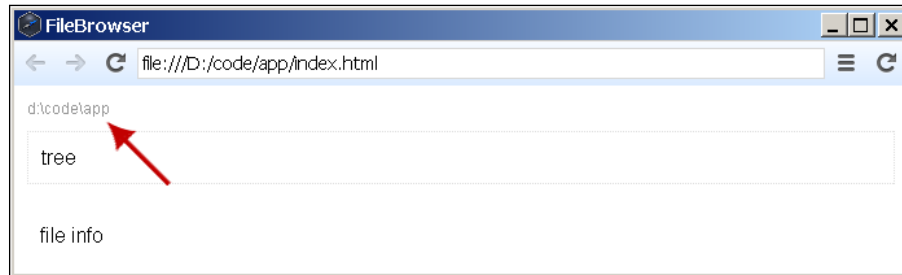 FileBrowser
file:///D:/code/app/index.html
d:\code\app
tree
file info